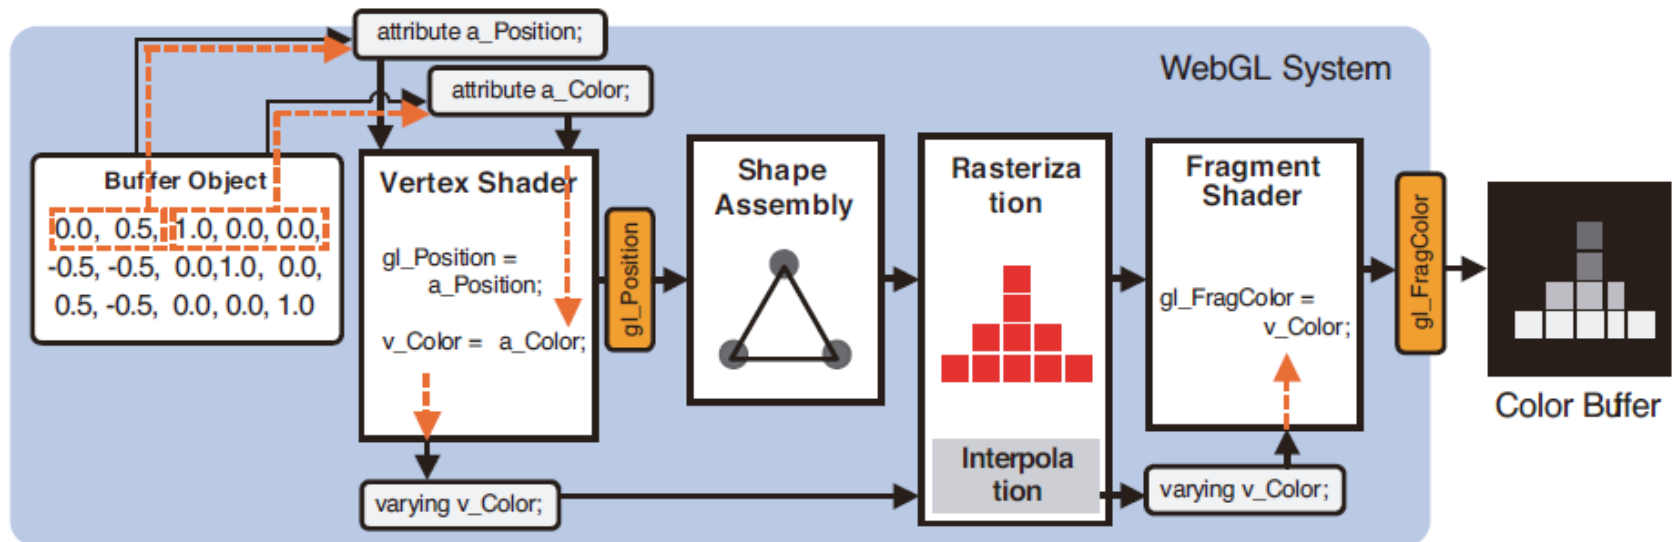 attribute a_Position;
WebGL System
attribute a_Color;
Buffer Object
0.0, 0.5, 1.0, 0.0, 0.0,
-0.5, -0.5, 0.0,1.0, 0.0,
0.5, -0.5, 0.0, 0.0, 1.0
Vertex Shader
gl_Position =
a_Position;
v_Color = a_Color;
gl_Position
Shape
Assembly
Rasteriza
tion
Interpola
tion
Fragment
Shader
gl_FragColor =
v_Color;
gl_FragColor
Color Buffer
varying v_Color;
varying v_Color;